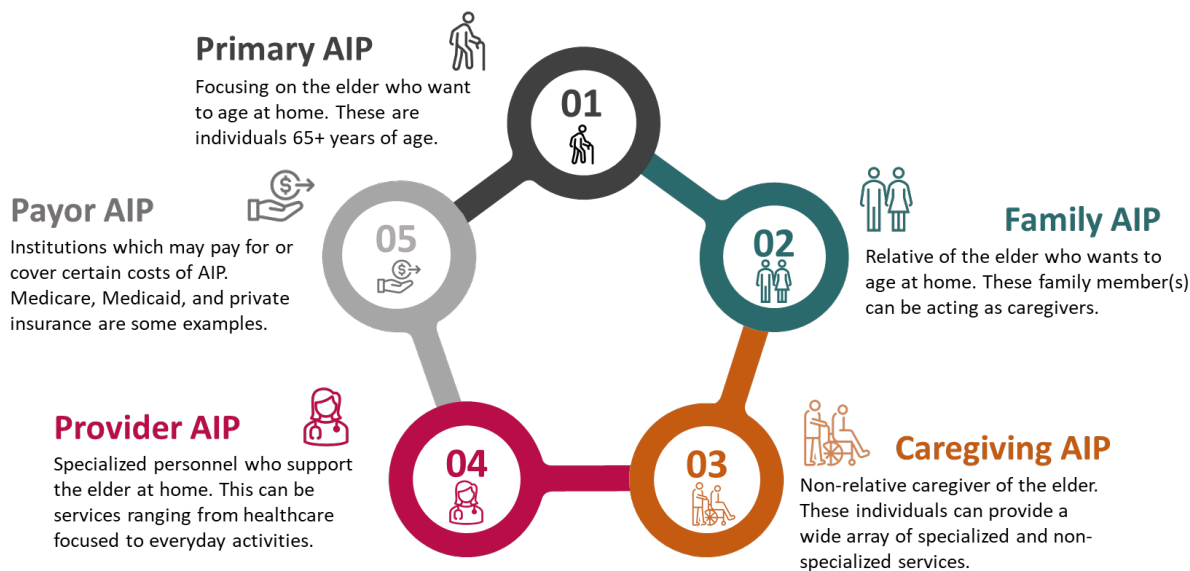 Primary AIP
Focusing on the elder who want
to age at home. These are
individuals 65+ years of age.
01
Family AIP
Relative of the elder who wants to
age at home. These family member(s)
can be acting as caregivers.
02
Caregiving AIP
Non-relative caregiver of the elder.
These individuals can provide a
wide array of specialized and non-
specialized services.
03
Provider AIP
Specialized personnel who support
the elder at home. This can be
services ranging from healthcare
focused to everyday activities.
04
Payor AIP
Institutions which may pay for or
cover certain costs of AIP.
Medicare, Medicaid, and private
insurance are some examples.
05